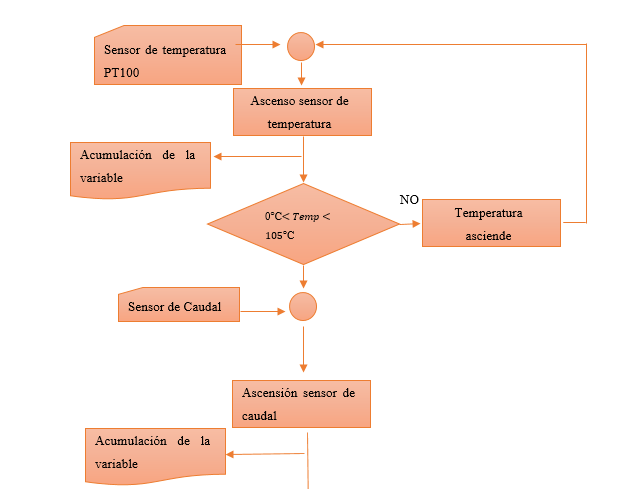 Sensor de temperatura
PT100
Ascenso sensor de
temperatura
Acumulación de la
variable
0°C< Temp <
105°C
NO
Temperatura
asciende
Sensor de Caudal
Ascensión sensor de
caudal
Acumulación de la
variable